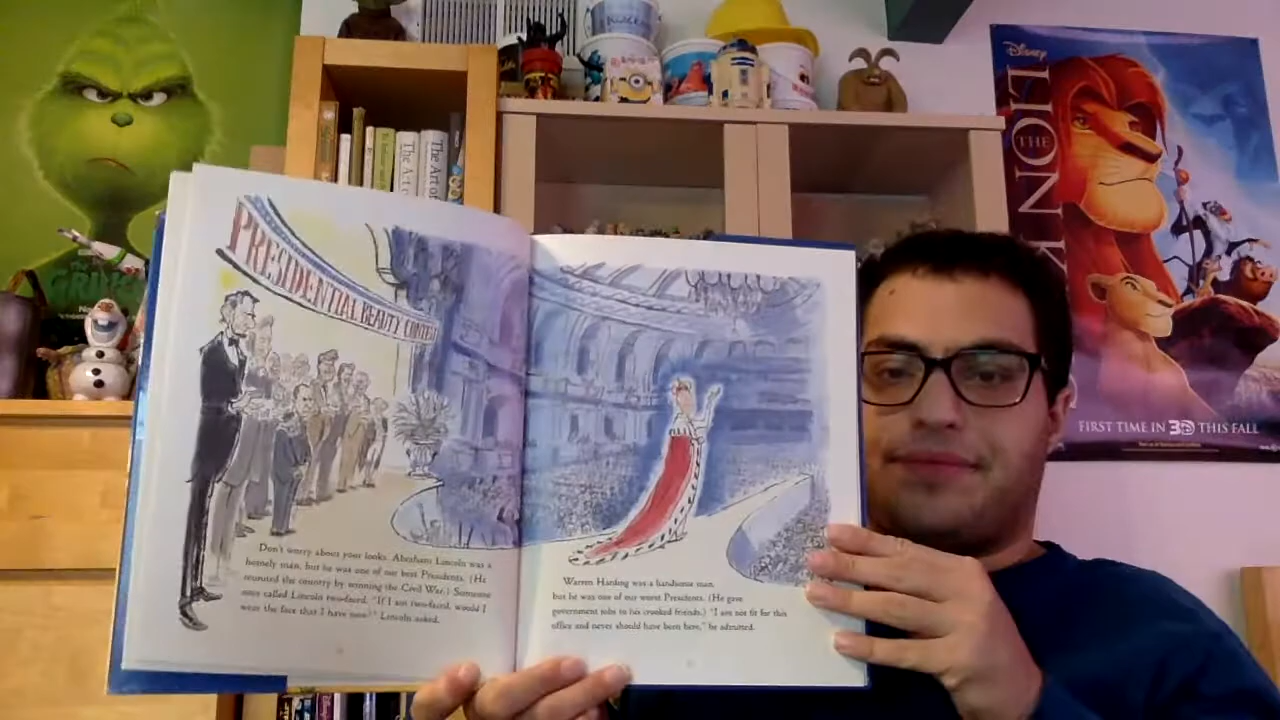 PRESIDENTIAL BEAUTY CONTEST
Don't worry about your looks. Abraham Lincoln was a
homely man, but he was one of our best Presidents. (He
reunited the country by winning the Civil War.) Someone
once called Lincoln two-faced. "If I am two-faced, would I
wear the face that I have now?" Lincoln asked.
Warren Harding was a handsome man,
but he was one of our worst Presidents. (He gave
government jobs to his crooked friends.) "I am not fit for this
office and never should have been here," he admitted.
The Art of
Disney
THE
LION K
FIRST TIME IN 3D THIS FALL